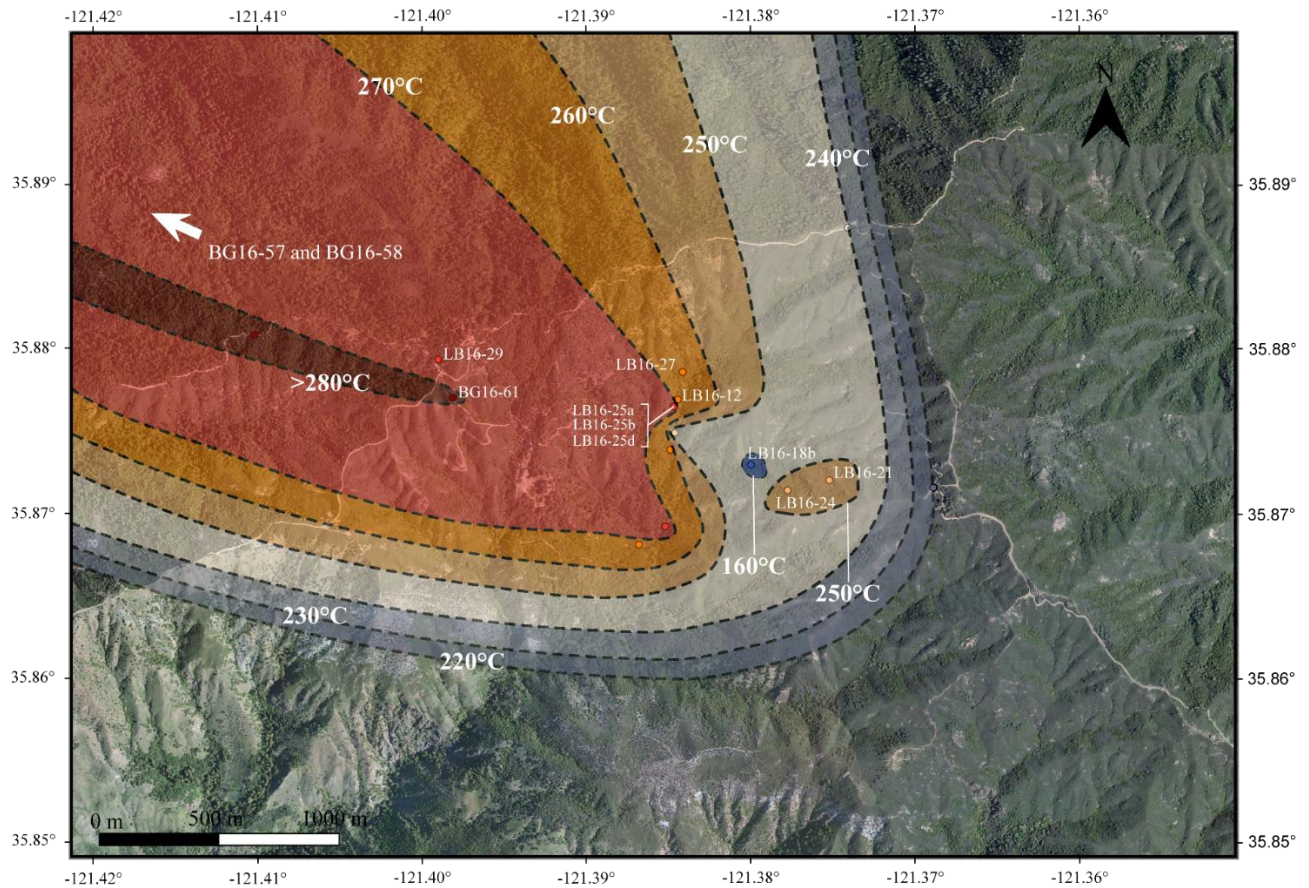 -121.42°
-121.41°
-121.40°
-121.39°
-121.38°
-121.37°
-121.36°
270°C
260°C
250°C
240°C
N
35.89°
35.89°
BG16-57 and BG16-58
35.88°
35.88°
LB16-29
LB16-27
>280°C
BG16-61
LB16-12
LB16-25a
LB16-25b
LB16-25d
LB16-18b
LB16-21
LB16-24
35.87°
35.87°
160°C
250°C
230°C
220°C
35.86°
35.86°
0 m
500 m
1000 m
35.85°
35.85°
-121.42°
-121.41°
-121.40°
-121.39°
-121.38°
-121.37°
-121.36°